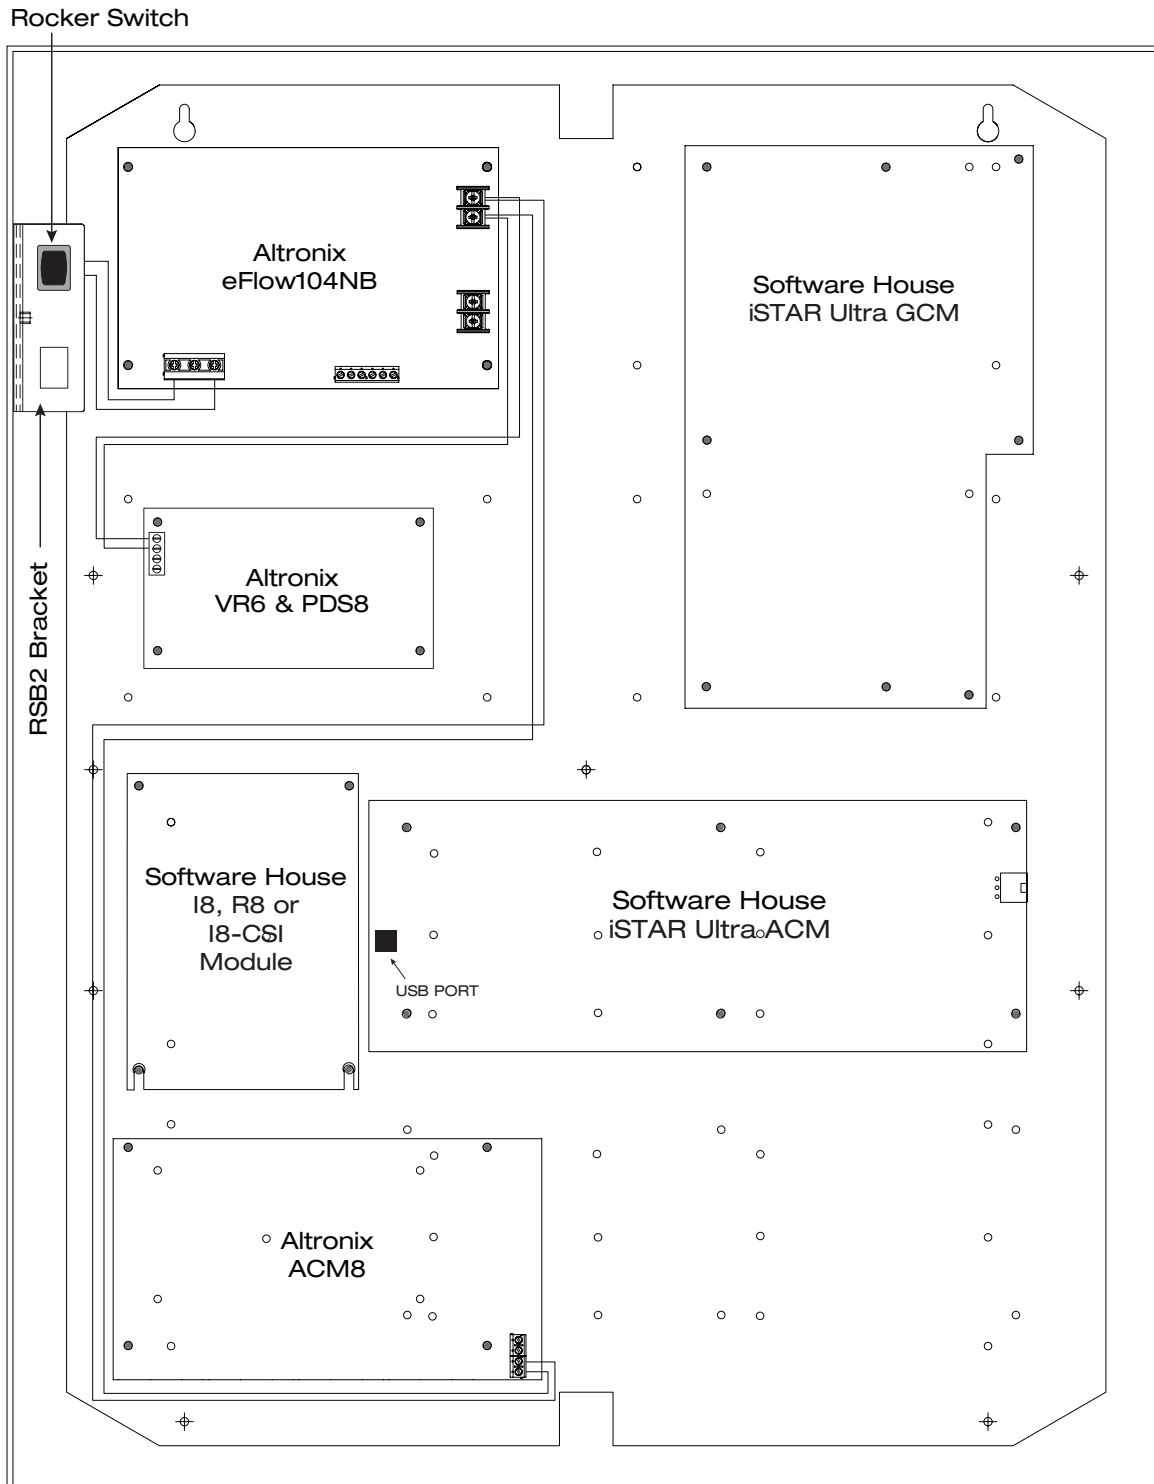 Rocker Switch
Altronix
eFlow104NB
Software House
iSTAR Ultra GCM
RSB2 Bracket
Altronix
VR6 & PDS8
Software House
I8, R8 or
I8-CSI
Module
Software House
iSTAR Ultra ACM
USB PORT
Altronix
ACM8